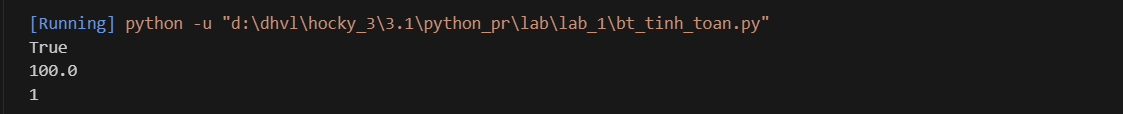 [Running] python -u "d:\dhvl\hocky_3\3.1\python_pr\lab\lab_1\bt_tinh_toan.py"
True
100.0
1